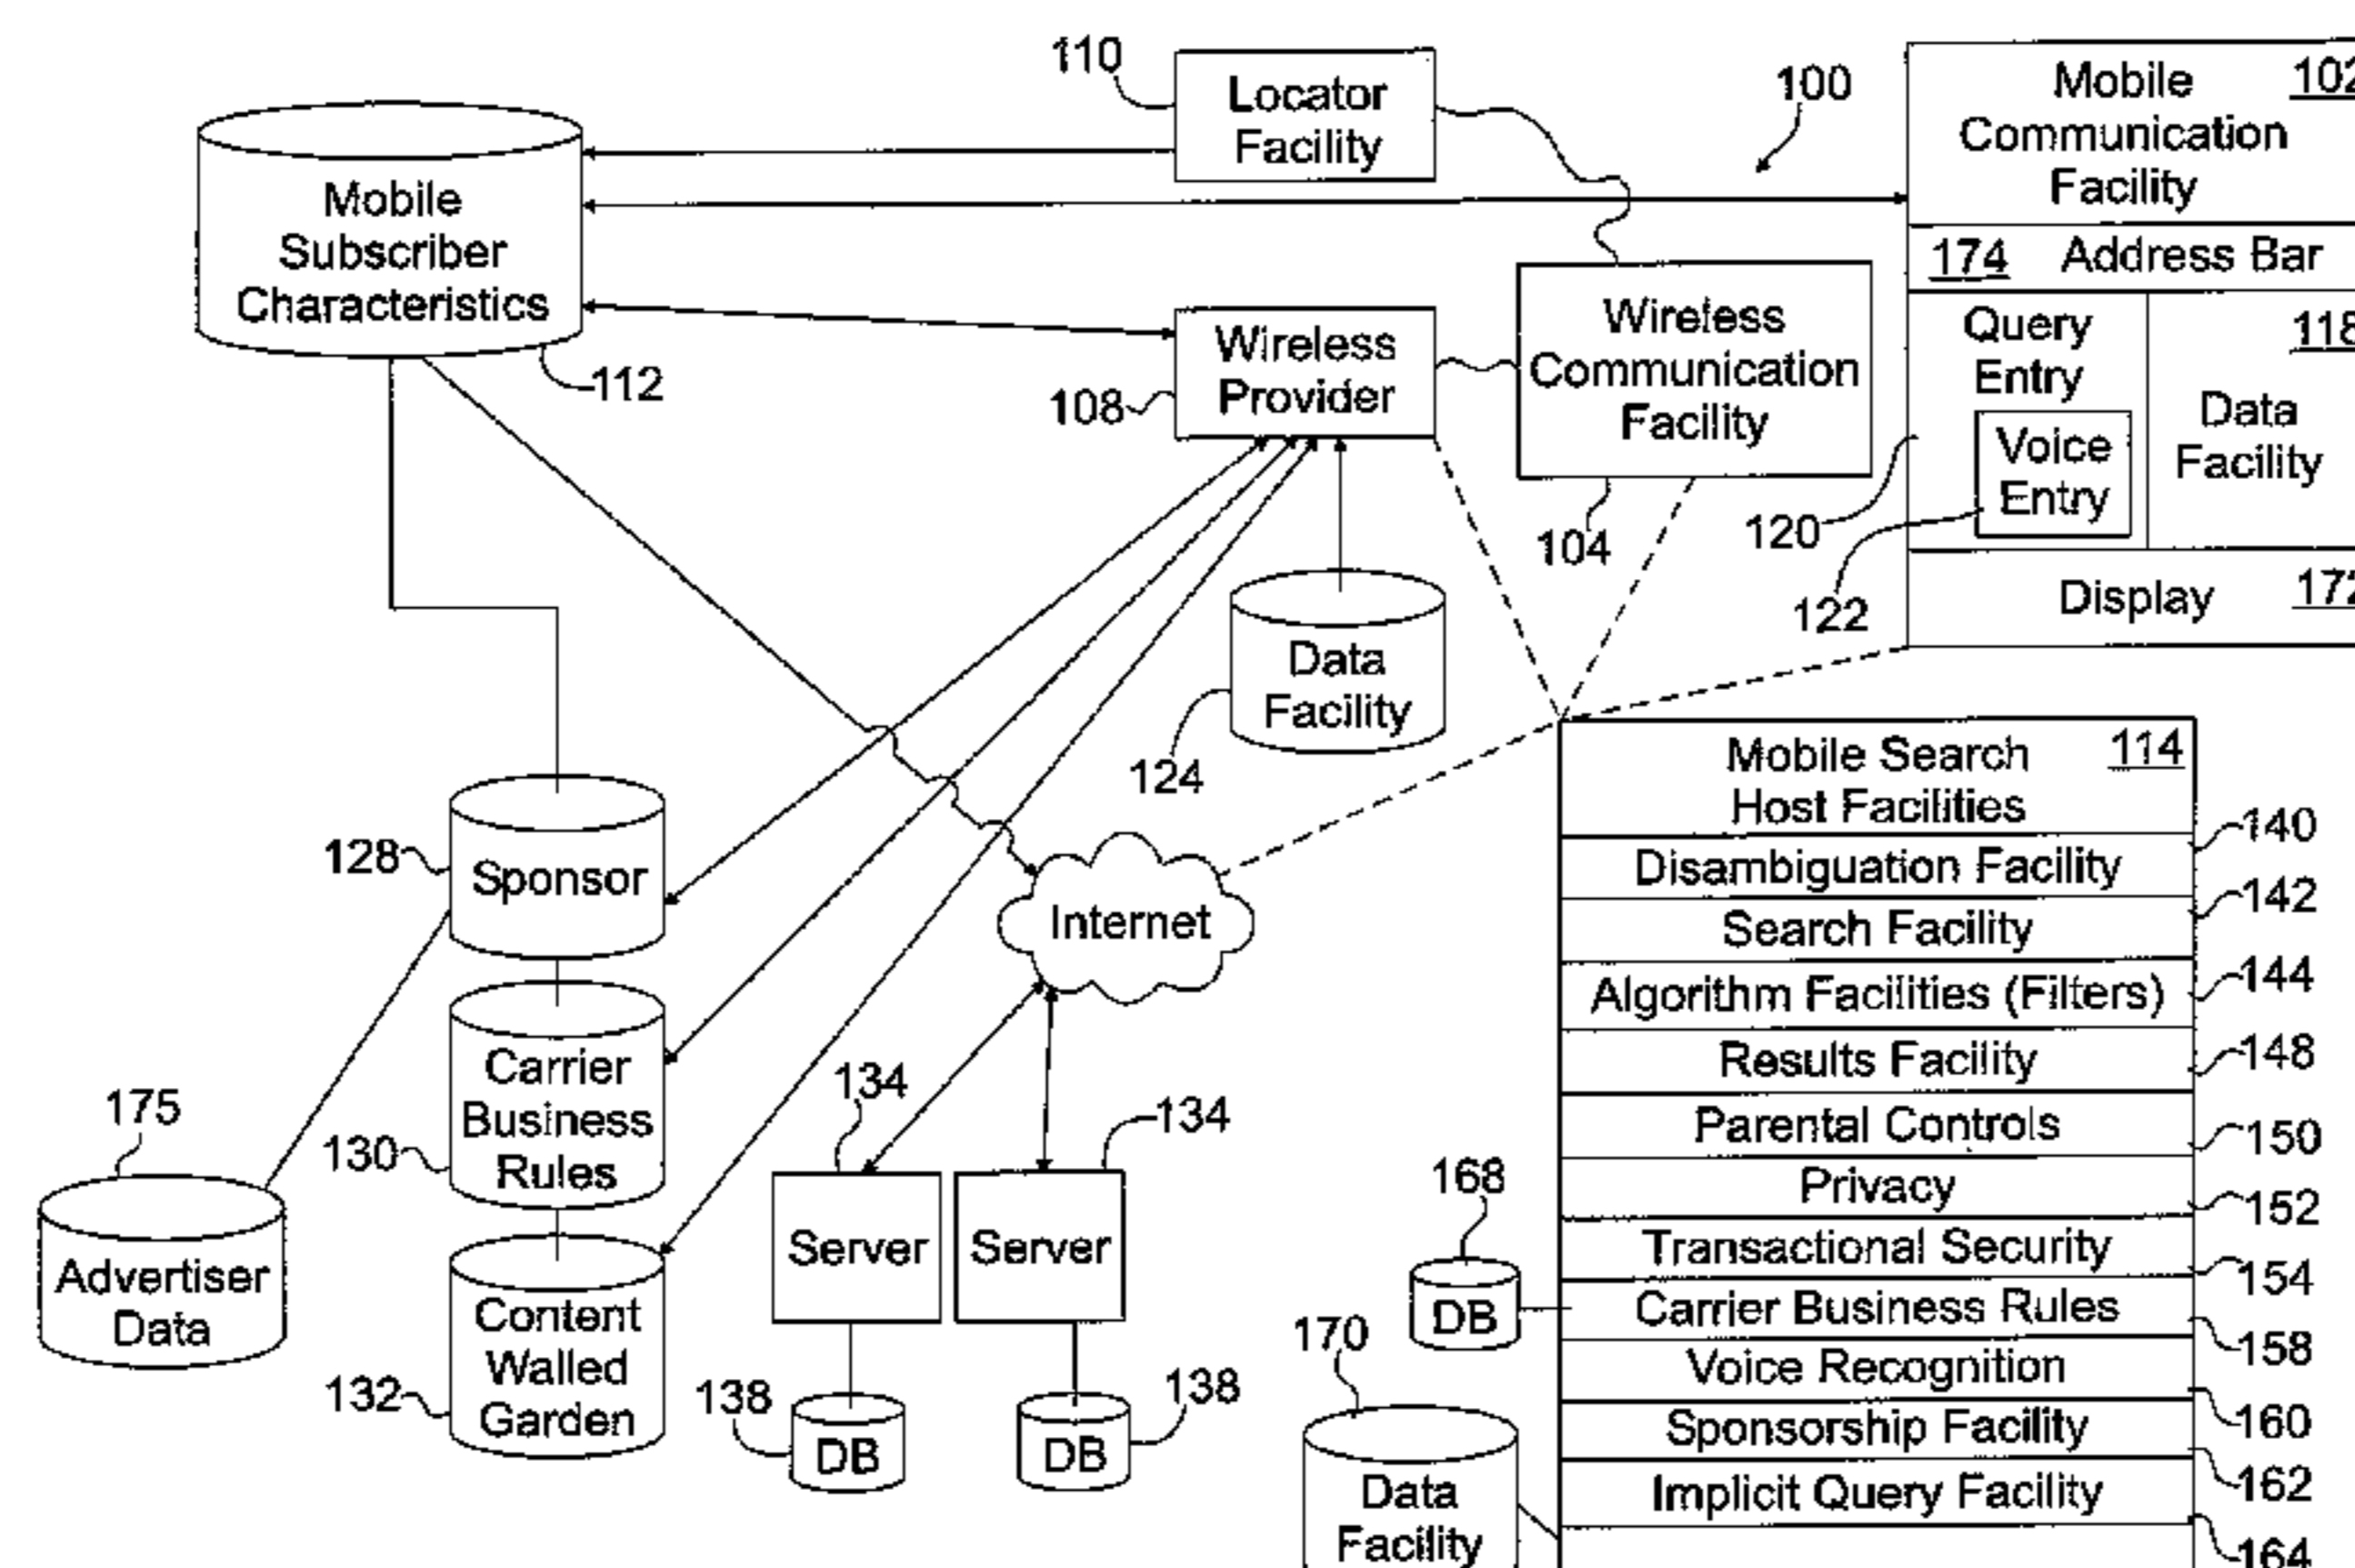 110
Locator
Facility
100
Mobile
102
Communication
Facility
174
Address Bar
Mobile
Subscriber
Characteristics
112
Wireless
Provider
108
Wireless
Communication
Facility
104
Query
Entry
118
Voice
Entry
Data
Facility
120
122
Display
172
Data
Facility
124
Mobile Search
114
Host Facilities
140
Disambiguation Facility
142
Search Facility
144
Algorithm Facilities (Filters)
148
Results Facility
150
Parental Controls
152
Privacy
154
Transactional Security
158
Carrier Business Rules
160
Voice Recognition
162
Sponsorship Facility
164
Implicit Query Facility
128
Sponsor
Internet
175
Advertiser
Data
130
Carrier
Business
Rules
132
Content
Walled
Garden
134
Server
134
Server
138
DB
138
DB
168
DB
170
Data
Facility